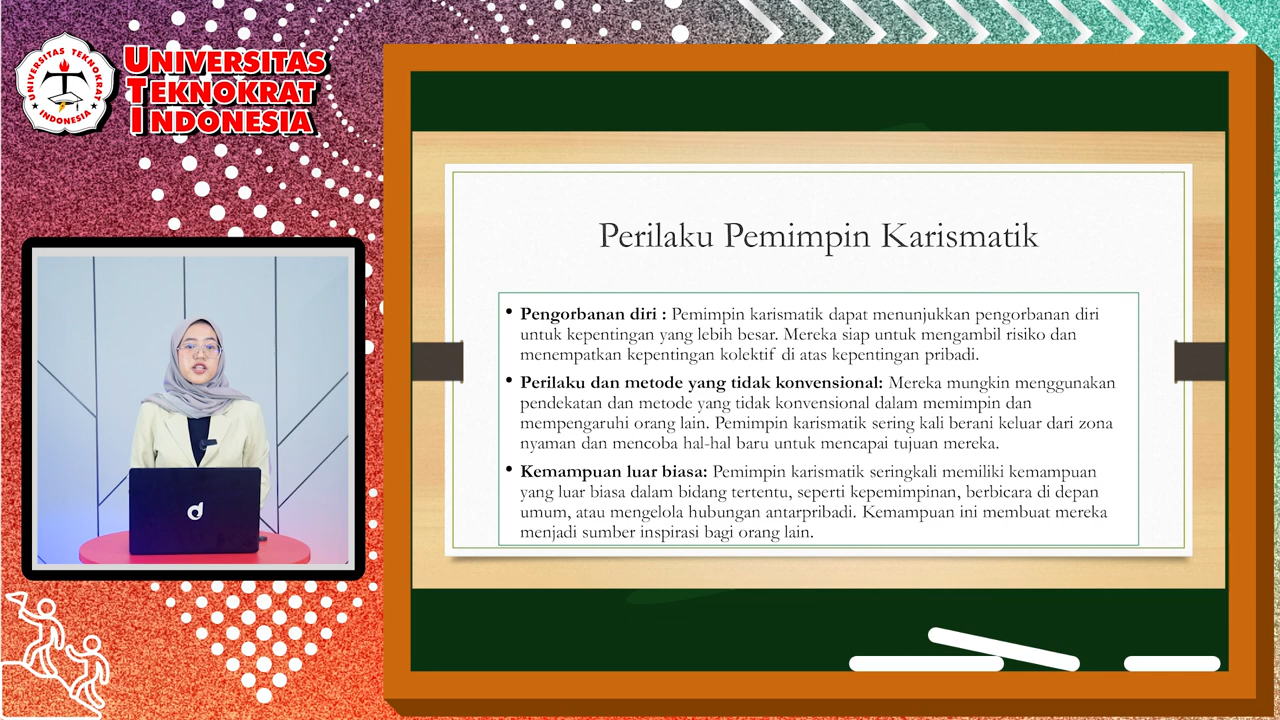 UNIVERSITAS TEKNOKRAT
INDONESIA
UNIVERSITAS
TEKNOKRAT
INDONESIA
Perilaku Pemimpin Karismatik
• Pengorbanan diri : Pemimpin karismatik dapat menunjukkan pengorbanan diri
untuk kepentingan yang lebih besar. Mereka siap untuk mengambil risiko dan
menempatkan kepentingan kolektif di atas kepentingan pribadi.
• Perilaku dan metode yang tidak konvensional: Mereka mungkin menggunakan
pendekatan dan metode yang tidak konvensional dalam memimpin dan
mempengaruhi orang lain. Pemimpin karismatik sering kali berani keluar dari zona
nyaman dan mencoba hal-hal baru untuk mencapai tujuan mereka.
• Kemampuan luar biasa: Pemimpin karismatik seringkali memiliki kemampuan
yang luar biasa dalam bidang tertentu, seperti kepemimpinan, berbicara di depan
umum, atau mengelola hubungan antarpribadi. Kemampuan ini membuat mereka
menjadi sumber inspirasi bagi orang lain.